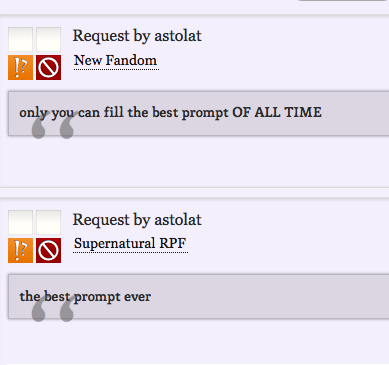 Request by astolat
!?
New Fandom
only you can fill the best prompt OF ALL TIME
Request by astolat
!?
Supernatural RPF
the best prompt ever